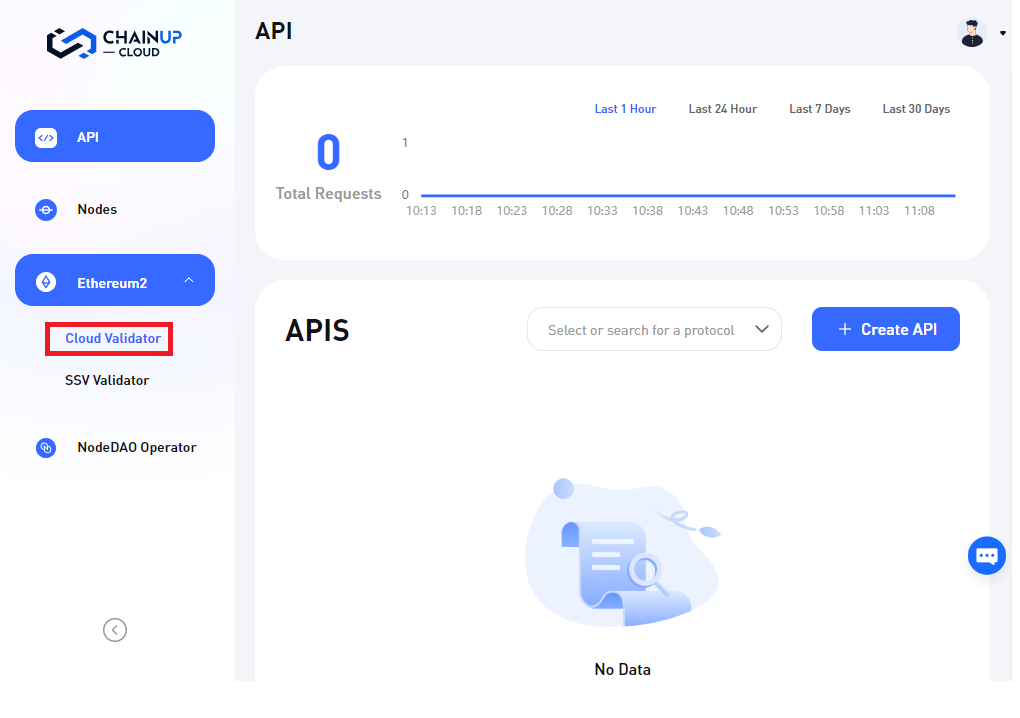 CHAINUP
CLOUD
API
Nodes
Ethereum2
Cloud Validator
SSV Validator
NodeDAO Operator
API
Last 1 Hour Last 24 Hour Last 7 Days Last 30 Days
0
Total Requests
1
0
10:13 10:18 10:23 10:28 10:33 10:38 10:43 10:48 10:53 10:58 11:03 11:08
APIS
Select or search for a protocol
+ Create API
No Data